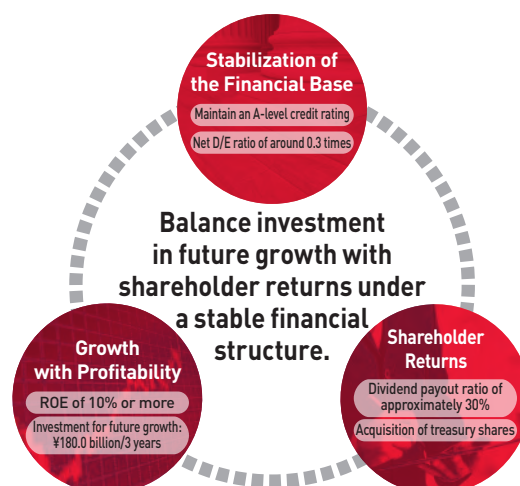 Stabilization of
the Financial Base
Maintain an A-level credit rating
Net D/E ratio of around 0.3 times
Balance investment
in future growth with
shareholder returns under
a stable financial
structure.
Growth
with Profitability
ROE of 10% or more
Investment for future growth:
¥180.0 billion/3 years
Shareholder
Returns
Dividend payout ratio of
approximately 30%
Acquisition of treasury shares